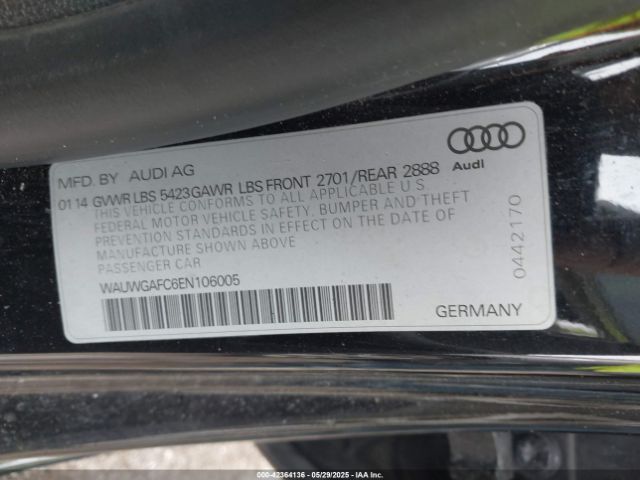 MFD. BY AUDI AG
01 14 GVWR LBS 5423 GAWR LBS FRONT 2701/REAR 2888
THIS VEHICLE CONFORMS TO ALL APPLICABLE U S
FEDERAL MOTOR VEHICLE SAFETY, BUMPER AND THEFT
PREVENTION STANDARDS IN EFFECT ON THE DATE OF
MANUFACTURE SHOWN ABOVE
PASSENGER CAR
WAUWGAFC6EN106005
Audi
0442170
GERMANY
000-42364136 - 05/29/2025 - IAA Inc.